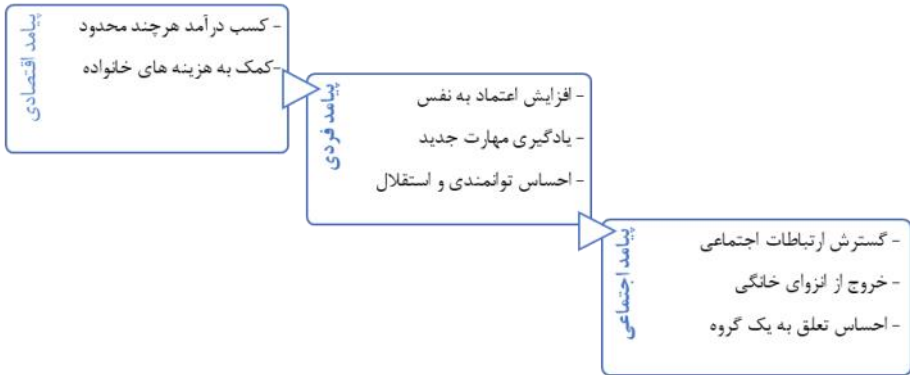 پیامد اقتصادی
- کسب درآمد هرچند محدود
-کمک به هزینه های خانواده
پیامد فردی
- افزایش اعتماد به نفس
- یادگیری مهارت جدید
- احساس توانمندی و استقلال
پیامد اجتماعی
- گسترش ارتباطات اجتماعی
- خروج از انزوای خانگی
- احساس تعلق به یک گروه